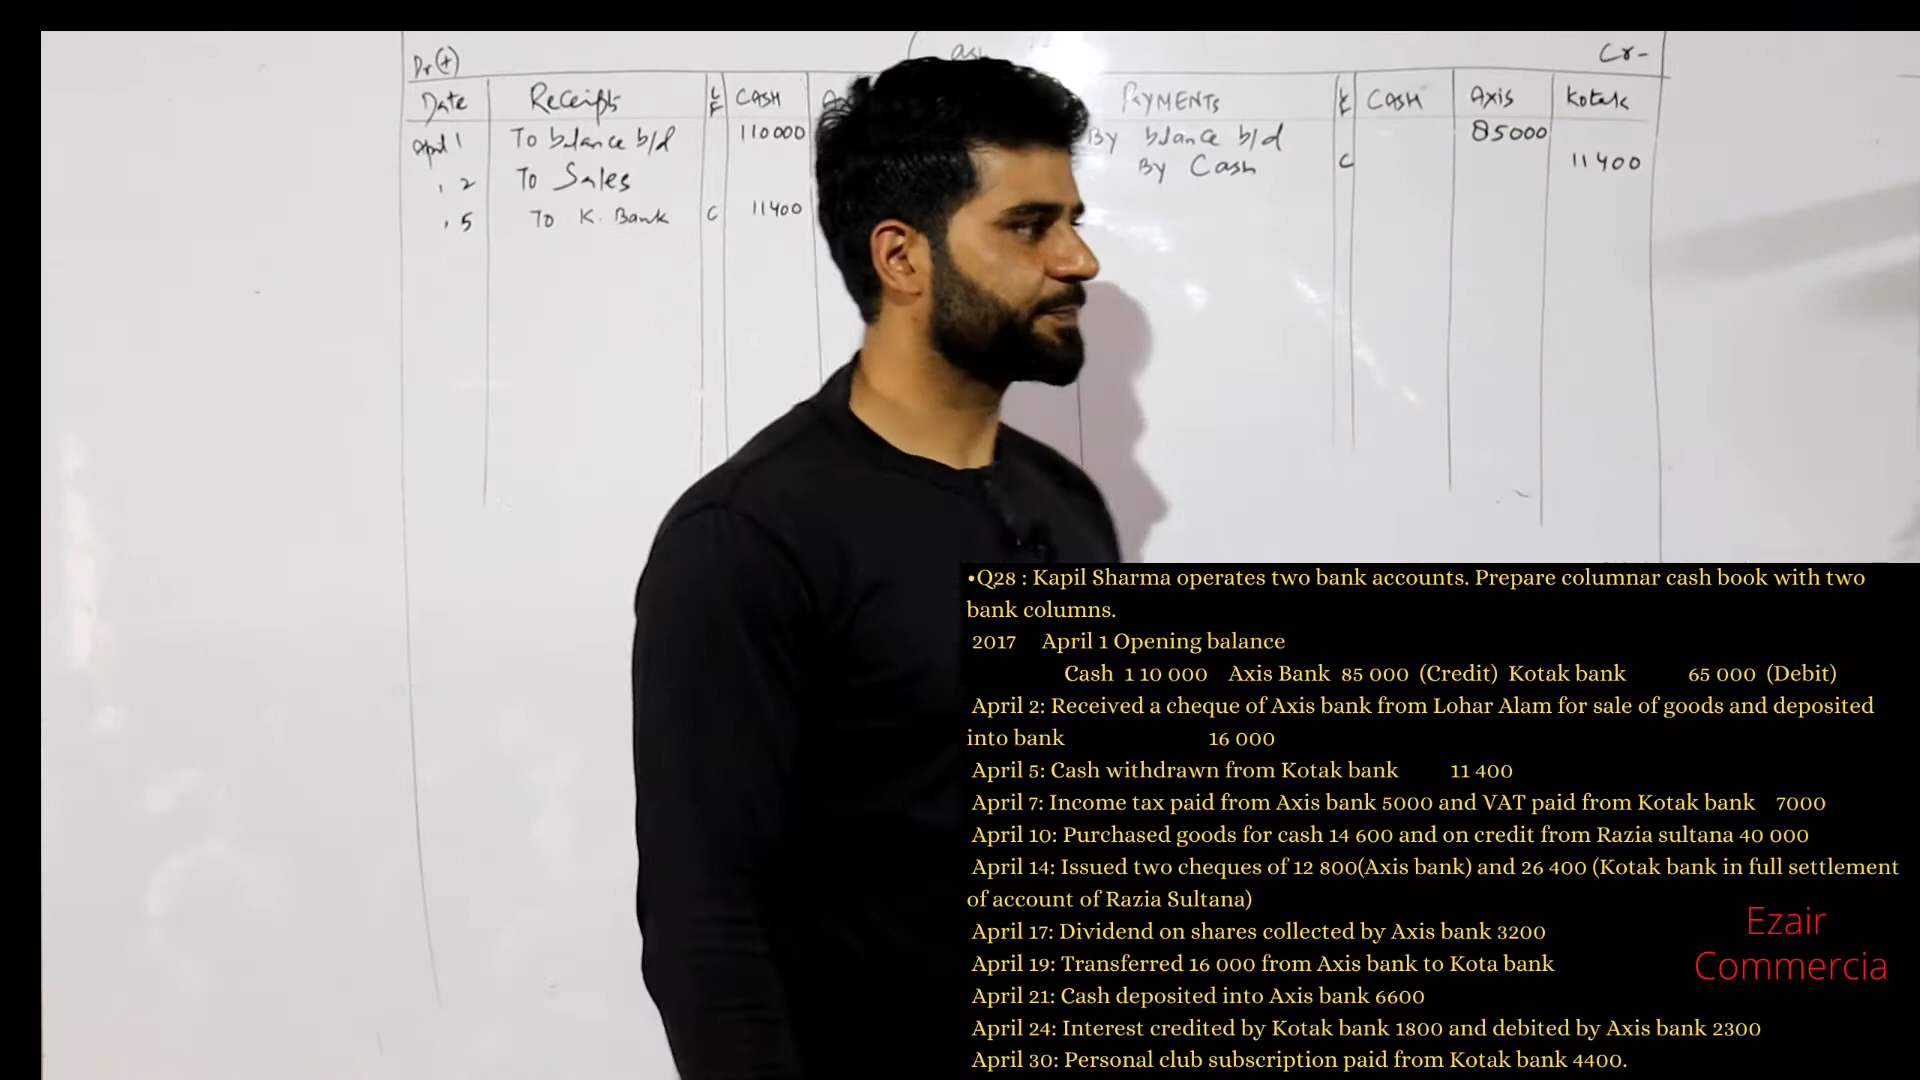 Dr(+) Cash Cr-
Date Receipts LF CASH PAYMENTS LF CASH Axis Kotak
April 1 To balance b/d 110000 By blance b/d 85000
, 2 To Sales By Cash C 11400
, 5 To K. Bank C 11400
•Q28 : Kapil Sharma operates two bank accounts. Prepare columnar cash book with two
bank columns.
2017 April 1 Opening balance
Cash 1 10 000 Axis Bank 85 000 (Credit) Kotak bank 65 000 (Debit)
April 2: Received a cheque of Axis bank from Lohar Alam for sale of goods and deposited
into bank 16 000
April 5: Cash withdrawn from Kotak bank 11 400
April 7: Income tax paid from Axis bank 5000 and VAT paid from Kotak bank 7000
April 10: Purchased goods for cash 14 600 and on credit from Razia sultana 40 000
April 14: Issued two cheques of 12 800(Axis bank) and 26 400 (Kotak bank in full settlement
of account of Razia Sultana)
April 17: Dividend on shares collected by Axis bank 3200
April 19: Transferred 16 000 from Axis bank to Kota bank
April 21: Cash deposited into Axis bank 6600
April 24: Interest credited by Kotak bank 1800 and debited by Axis bank 2300
April 30: Personal club subscription paid from Kotak bank 4400.
Ezair
Commercia